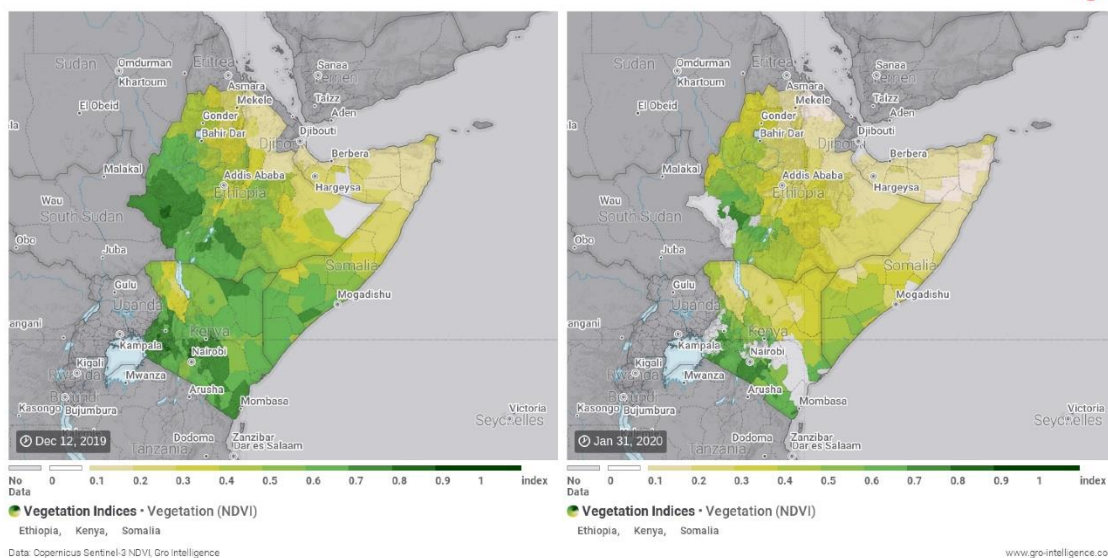 Sudan
Omdurman
Khartoum
Eritrea
Asmara
Sanaa
Yemen
El Obeid
Mekele
Taizz
Gonder
Aden
Bahir Dar
Djibouti
Djibouti
Malakal
Berbera
Addis Ababa
Hargeysa
Wau
Ethiopia
South Sudan
Obo
Juba
Somalia
Gulu
Mogadishu
Uganda
Kenya
Kampala
Kigali
Nairobi
Rwanda
Mwanza
Burundi
Arusha
Kasongo
Bujumbura
Mombasa
Victoria
Seychelles
Dec 12, 2019
Dodoma
Zanzibar
Tanzania
Dar es Salaam
No Data 0 0.1 0.2 0.3 0.4 0.5 0.6 0.7 0.8 0.9 1 index
Vegetation Indices • Vegetation (NDVI)
Ethiopia, Kenya, Somalia
Data: Copernicus Sentinel-3 NDVI, Gro Intelligence
Sudan
Omdurman
Khartoum
Eritrea
Asmara
Sanaa
Yemen
El Obeid
Mekele
Taizz
Gonder
Aden
Bahir Dar
Djibouti
Djibouti
Malakal
Berbera
Addis Ababa
Hargeysa
Wau
Ethiopia
South Sudan
Obo
Juba
Somalia
Gulu
Mogadishu
Uganda
Kenya
angani
Kampala
Kigali
Nairobi
Rwanda
Mwanza
Burundi
Arusha
Kasongo
Bujumbura
Mombasa
Victoria
Seychelles
Jan 31, 2020
Dodoma
Zanzibar
Tanzania
Dar es Salaam
No Data 0 0.1 0.2 0.3 0.4 0.5 0.6 0.7 0.8 0.9 1 index
Vegetation Indices • Vegetation (NDVI)
Ethiopia, Kenya, Somalia
www.gro-intelligence.co